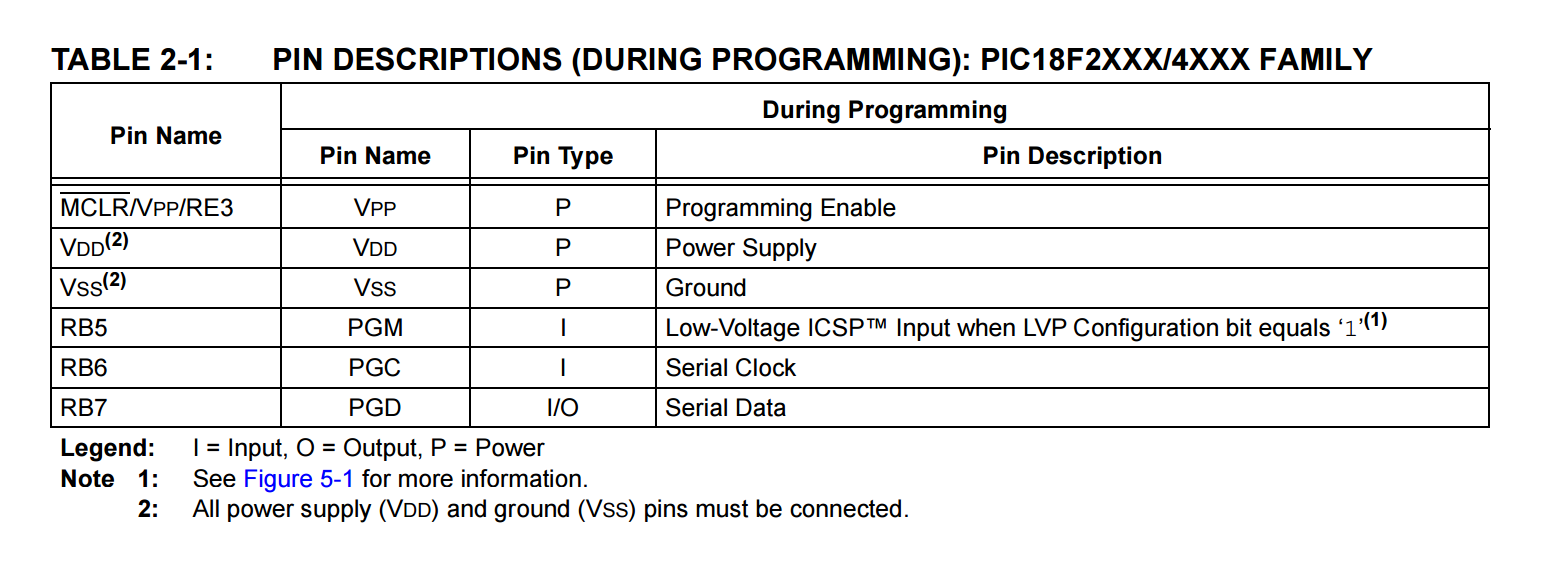 TABLE 2-1: PIN DESCRIPTIONS (DURING PROGRAMMING): PIC18F2XXX/4XXX FAMILY
Pin Name During Programming
Pin Name Pin Type Pin Description
MCLR/VPP/RE3 VPP P Programming Enable
VDD(2) VDD P Power Supply
VSS(2) VSS P Ground
RB5 PGM I Low-Voltage ICSP™ Input when LVP Configuration bit equals ‘1’(1)
RB6 PGC I Serial Clock
RB7 PGD I/O Serial Data
Legend: I = Input, O = Output, P = Power
Note 1: See Figure 5-1 for more information.
2: All power supply (VDD) and ground (VSS) pins must be connected.